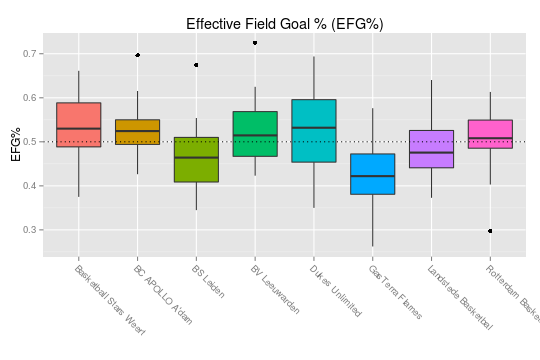 Effective Field Goal % (EFG%)
EFG%
0.7
0.6
0.5
0.4
0.3
Basketball Stars Weert
BC APOLLO A'dam
BS Leiden
BV Leeuwarden
Dukes Unlimited
GasTerra Flames
Landstede Basketbal
Rotterdam Baske